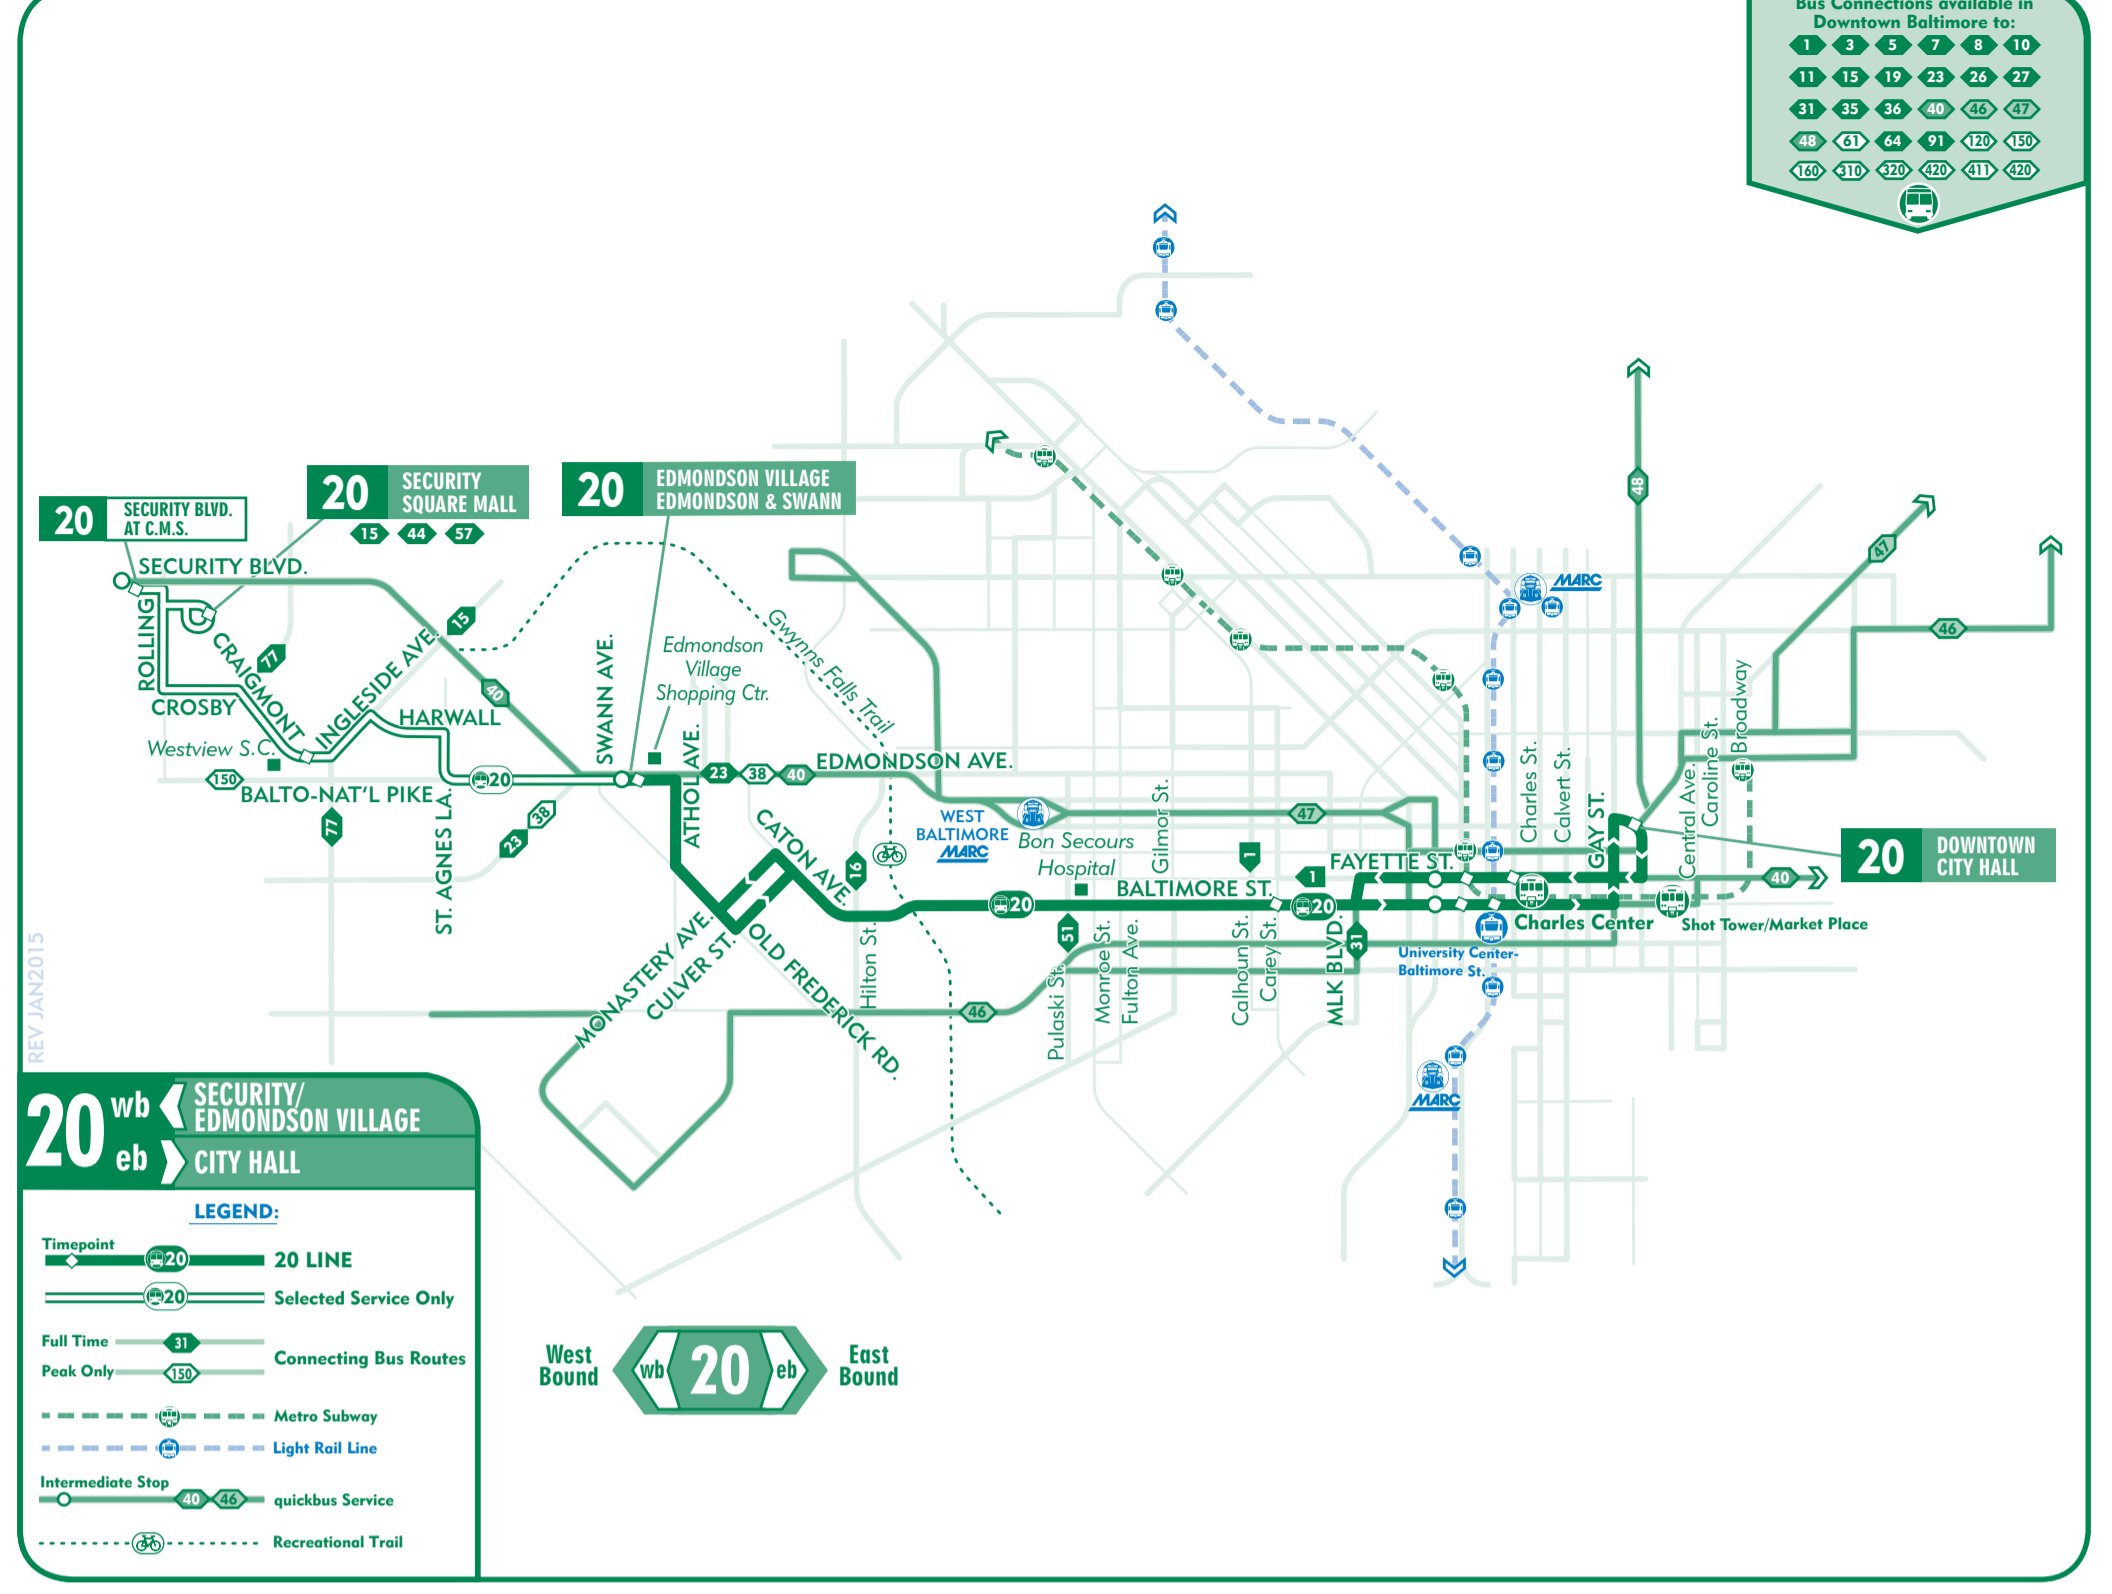 Bus Connections available in
Downtown Baltimore to:
1 3 5 7 8 10
11 15 19 23 26 27
31 35 36 40 46 47
48 61 64 91 120 150
160 310 320 420 411 420
48
47
46
20 SECURITY BLVD.
AT C.M.S.
20 SECURITY
SQUARE MALL
15 44 57
20 EDMONDSON VILLAGE
EDMONDSON & SWANN
SECURITY BLVD.
ROLLING
CRAIGMONT
CROSBY
77
INGLESIDE AVE.
15
40
HARWALL
Westview S.C.
150
BALTO-NAT'L PIKE
77
ST. AGNES LA.
20
23
38
SWANN AVE.
Edmondson
Village
Shopping Ctr.
ATHOL AVE.
23 38 40
EDMONDSON AVE.
Gwynns Falls Trail
CATON AVE.
16
WEST
BALTIMORE
MARC
Bon Secours
Hospital
Gilmor St.
47
1
1
FAYETTE ST.
BALTIMORE ST.
20
20
MARC
Charles St.
Calvert St.
GAY ST.
Central Ave.
Caroline St.
Broadway
20 DOWNTOWN
CITY HALL
40
Charles Center
Shot Tower/Market Place
University Center-
Baltimore St.
MONASTERY AVE.
CULVER ST.
OLD FREDERICK RD.
Hilton St.
46
51
Pulaski St.
Monroe St.
Fulton Ave.
Calhoun St.
Carey St.
MLK BLVD.
31
MARC
REV JAN2015
20 wb SECURITY/
EDMONDSON VILLAGE
eb CITY HALL
LEGEND:
Timepoint
20 20 LINE
20 Selected Service Only
Full Time 31
Connecting Bus Routes
Peak Only 150
Metro Subway
Light Rail Line
Intermediate Stop
40 46 quickbus Service
Recreational Trail
West
Bound
wb 20 eb
East
Bound